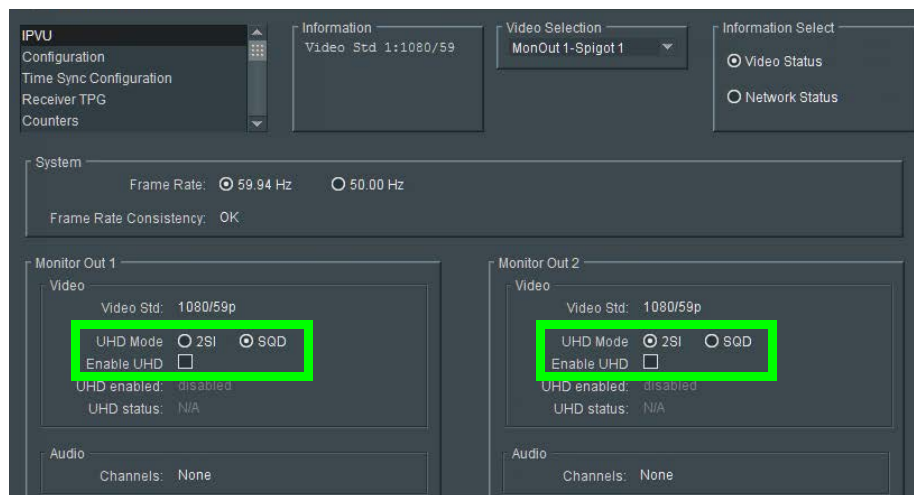 IPVU
Configuration
Time Sync Configuration
Receiver TPG
Counters
Information
Video Std 1:1080/59
Video Selection
MonOut 1-Spigot 1
Information Select
Video Status
Network Status
System
Frame Rate: 59.94 Hz 50.00 Hz
Frame Rate Consistency: OK
Monitor Out 1
Video
Video Std: 1080/59p
UHD Mode 2SI SQD
Enable UHD
UHD enabled: disabled
UHD status: N/A
Audio
Channels: None
Monitor Out 2
Video
Video Std: 1080/59p
UHD Mode 2SI SQD
Enable UHD
UHD enabled: disabled
UHD status: N/A
Audio
Channels: None